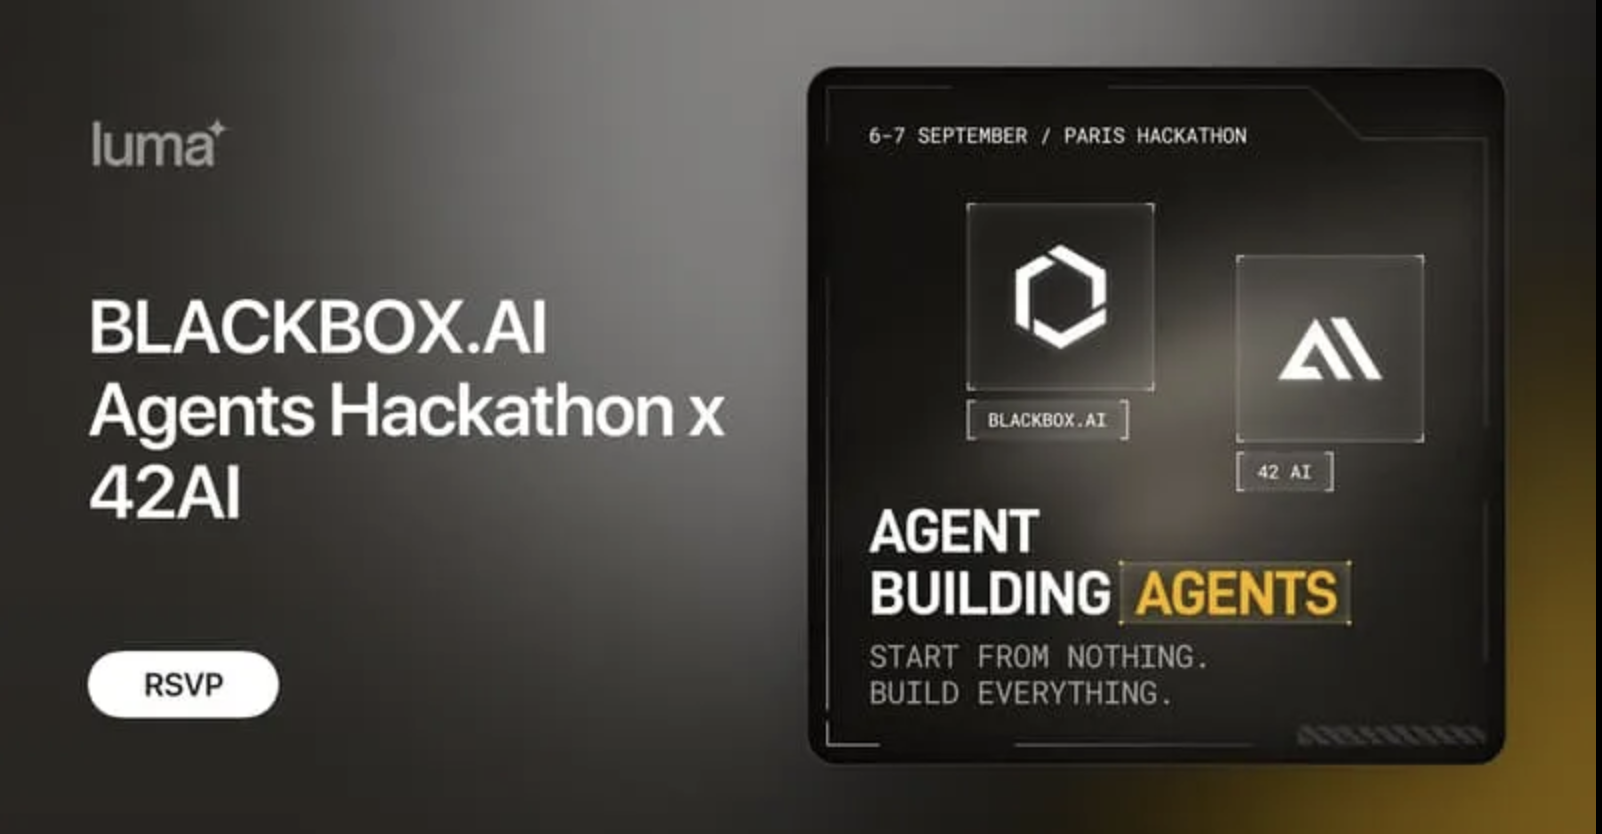 luma
BLACKBOX.AI
Agents Hackathon x
42AI
RSVP
6-7 SEPTEMBER / PARIS HACKATHON
BLACKBOX.AI
42 AI
AGENT
BUILDING AGENTS
START FROM NOTHING.
BUILD EVERYTHING.